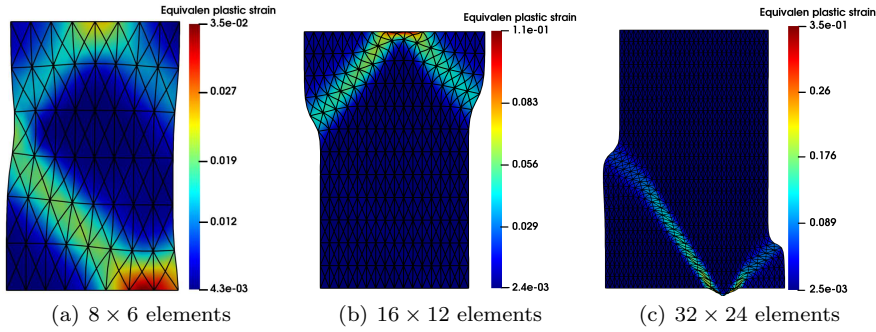 Equivalen plastic strain
3.5e-02
0.027
0.019
0.012
4.3e-03
(a) 8 × 6 elements
Equivalen plastic strain
1.1e-01
0.083
0.056
0.029
2.4e-03
(b) 16 × 12 elements
Equivalen plastic strain
3.5e-01
0.26
0.176
0.089
2.5e-03
(c) 32 × 24 elements